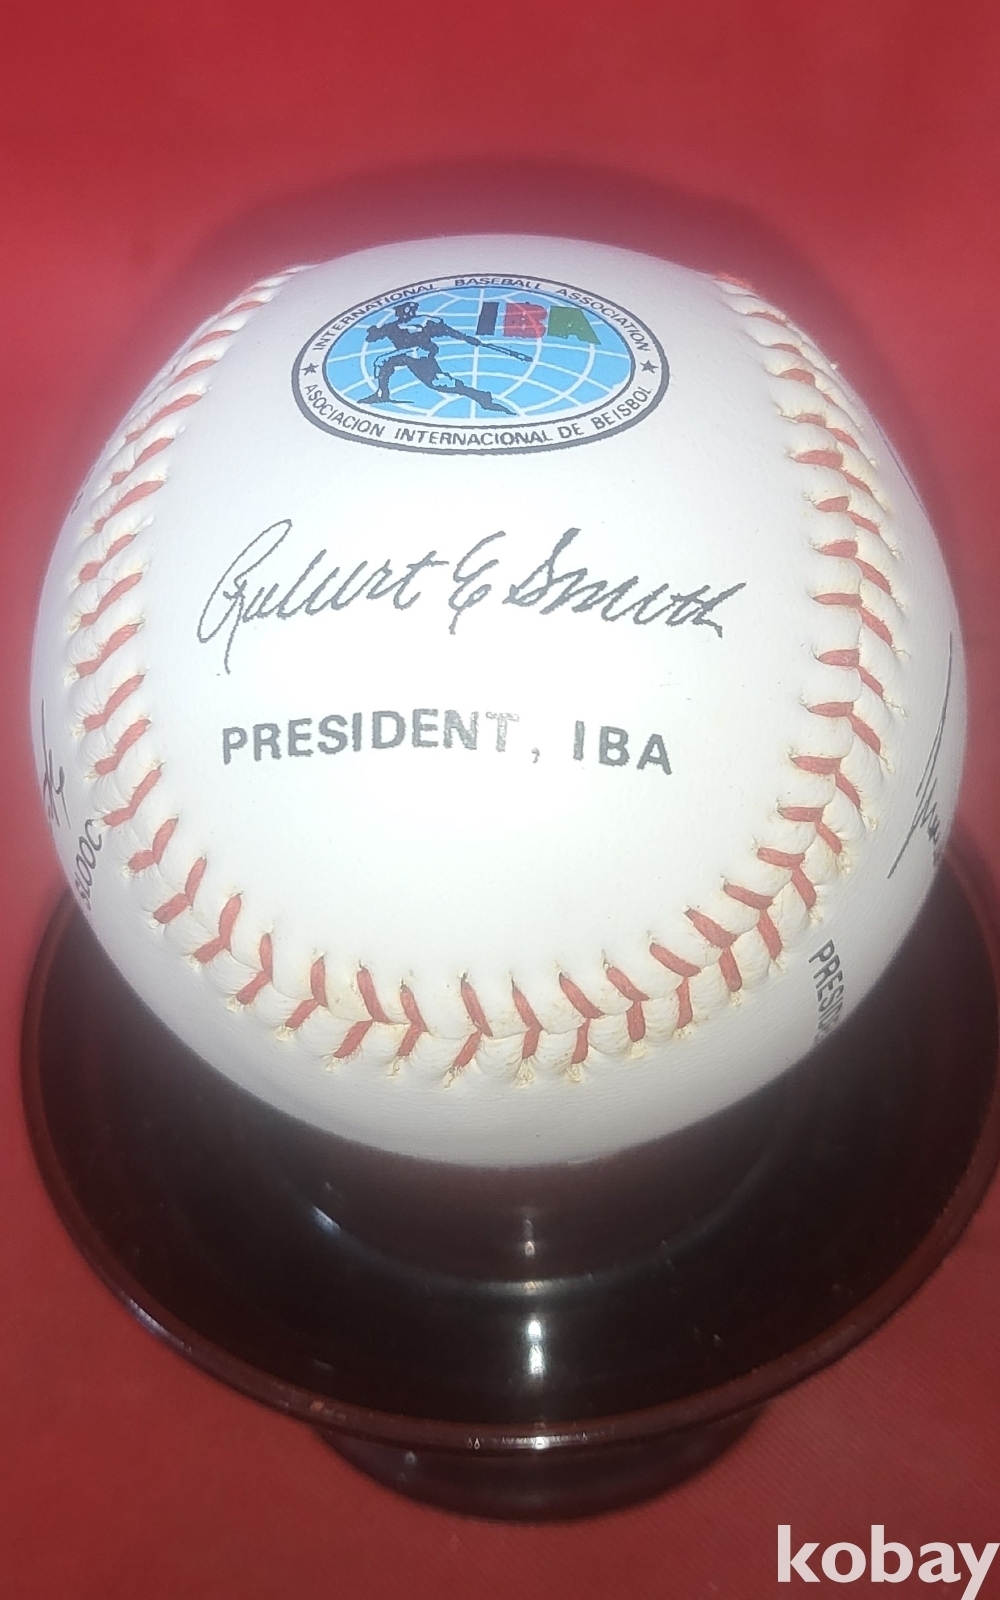 INTERNATIONAL BASEBALL ASSOCIATION
IBA
ASOCIACION INTERNACIONAL DE BEISBOL
Robert E Smith
PRESIDENT, IBA
kobay